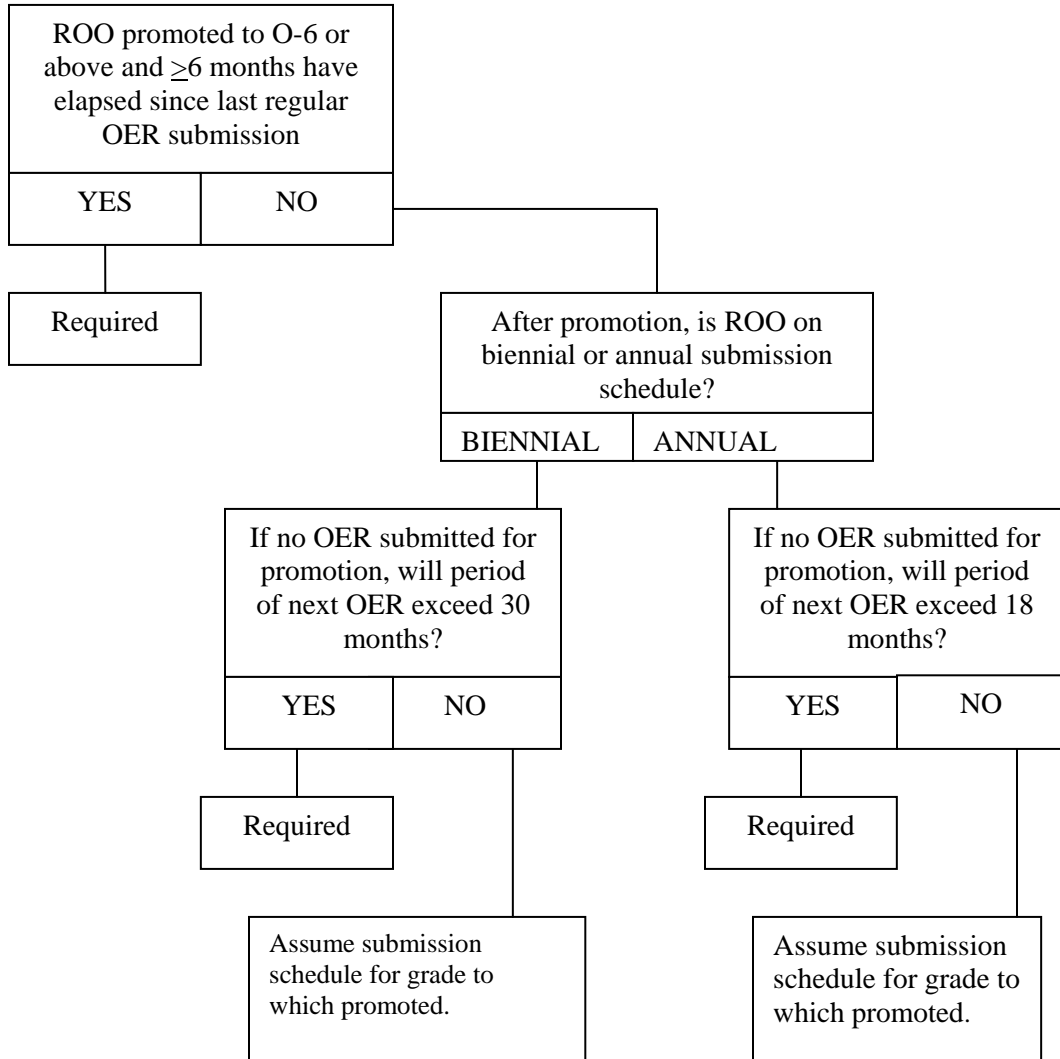 ROO promoted to O-6 or
above and >6 months have
elapsed since last regular
OER submission
YES
NO
Required
After promotion, is ROO on
biennial or annual submission
schedule?
BIENNIAL
ANNUAL
If no OER submitted for
promotion, will period
of next OER exceed 30
months?
YES
NO
Required
Assume submission
schedule for grade to
which promoted.
If no OER submitted for
promotion, will period
of next OER exceed 18
months?
YES
NO
Required
Assume submission
schedule for grade to
which promoted.